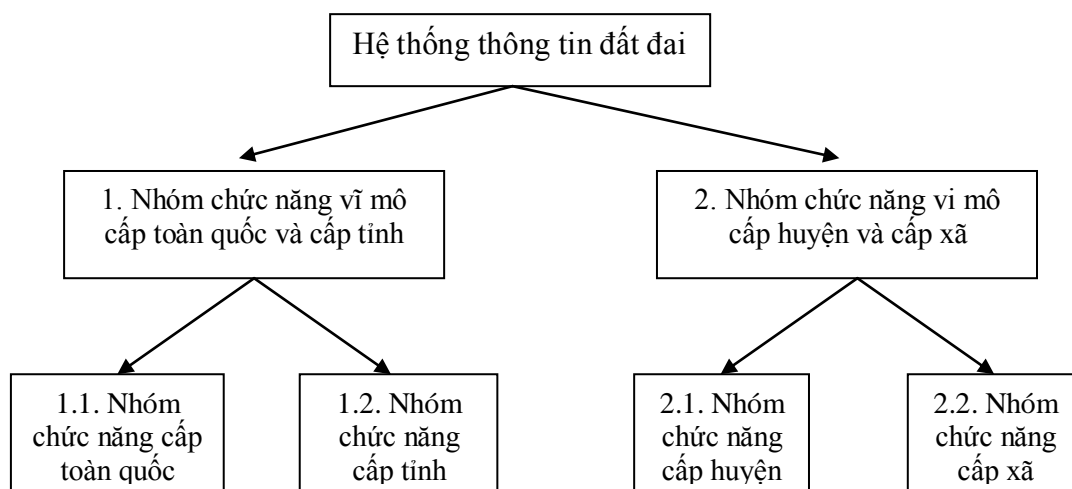 Hệ thống thông tin đất đai
1. Nhóm chức năng vĩ mô
cấp toàn quốc và cấp tỉnh
2. Nhóm chức năng vi mô
cấp huyện và cấp xã
1.1. Nhóm
chức năng cấp
toàn quốc
1.2. Nhóm
chức năng
cấp tỉnh
2.1. Nhóm
chức năng
cấp huyện
2.2. Nhóm
chức năng
cấp xã